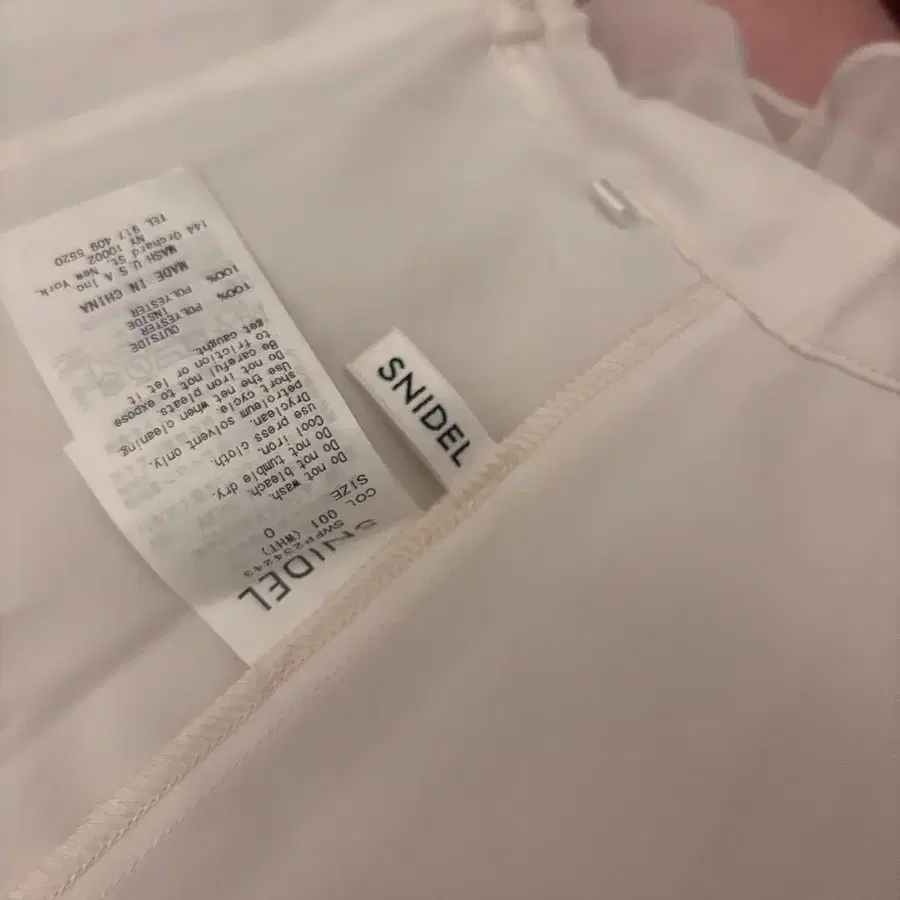 SNIDEL
SWFP234243
COL 001 (WHT)
SIZE 0
Do not wash.
Do not bleach.
Do not tumble dry.
Cool iron.
use press cloth.
Dryclean.
petroleum solvent only.
short cycle.
Use the net when cleaning
Do not iron pleats.
Be careful not to expose
to friction or let it
get caught.
OUTSIDE
POLYESTER 100%
INSIDE
POLYESTER 100%
MADE IN CHINA
MASH U.S.A Inc
144 Orchard St. New York.
NY 10002
TEL 917 409 5520
SNIDEL